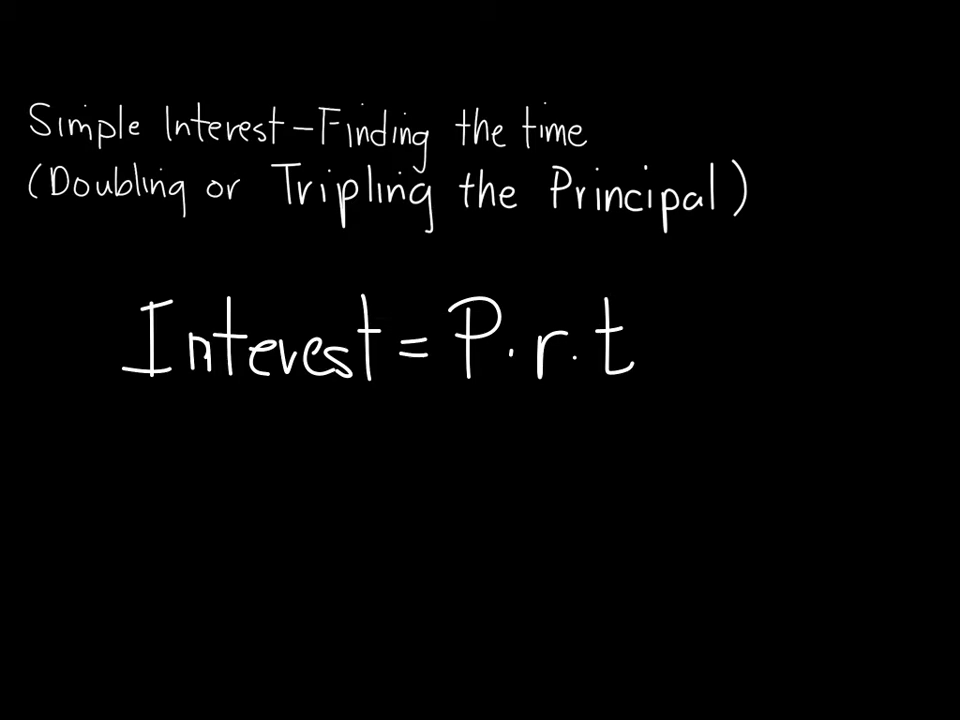 Simple Interest - Finding the time
(Doubling or Tripling the Principal)
Interest = P · r · t